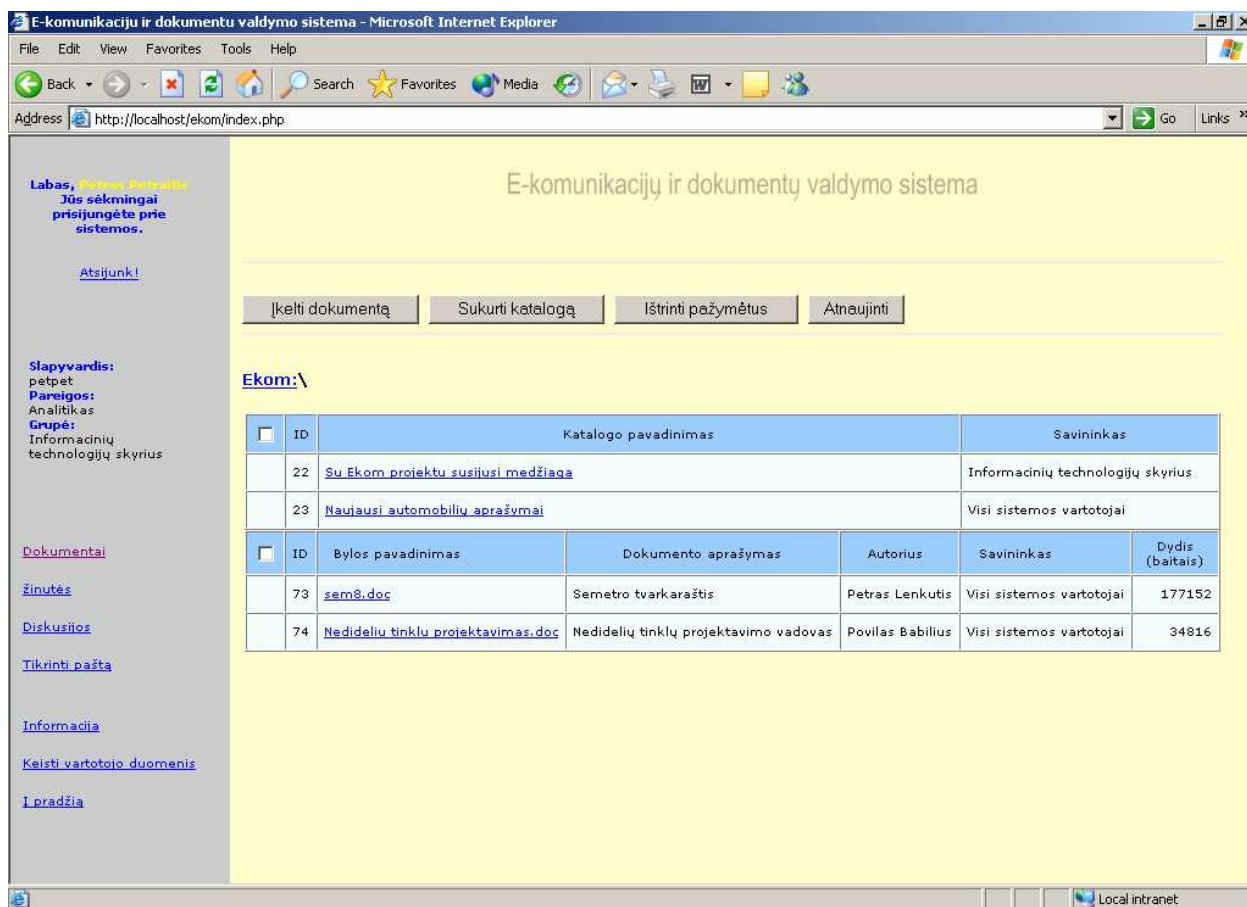 E-komunikaciju ir dokumentu valdymo sistema - Microsoft Internet Explorer
File Edit View Favorites Tools Help
Back Search Favorites Media
Address http://localhost/ekom/index.php Go Links »
Labas, Petras Petraitis
Jūs sėkmingai
prisijungėte prie
sistemos.
Atsijunk!
Slapyvardis:
petpet
Pareigos:
Analitikas
Grupė:
Informacinių
technologijų skyrius
Dokumentai
žinutės
Diskusijos
Tikrinti paštą
Informacija
Keisti vartotojo duomenis
Į pradžią
E-komunikacijų ir dokumentų valdymo sistema
Įkelti dokumentą Sukurti katalogą Ištrinti pažymėtus Atnaujinti
Ekom:\
ID Katalogo pavadinimas Savininkas
22 Su Ekom projektu susijusi medžiaga Informacinių technologijų skyrius
23 Naujausi automobilių aprašymai Visi sistemos vartotojai
ID Bylos pavadinimas Dokumento aprašymas Autorius Savininkas Dydis (baitais)
73 sem8.doc Semetro tvarkaraštis Petras Lenkutis Visi sistemos vartotojai 177152
74 Nedideliu tinklu projektavimas.doc Nedidelių tinklų projektavimo vadovas Povilas Babilius Visi sistemos vartotojai 34816
Local intranet